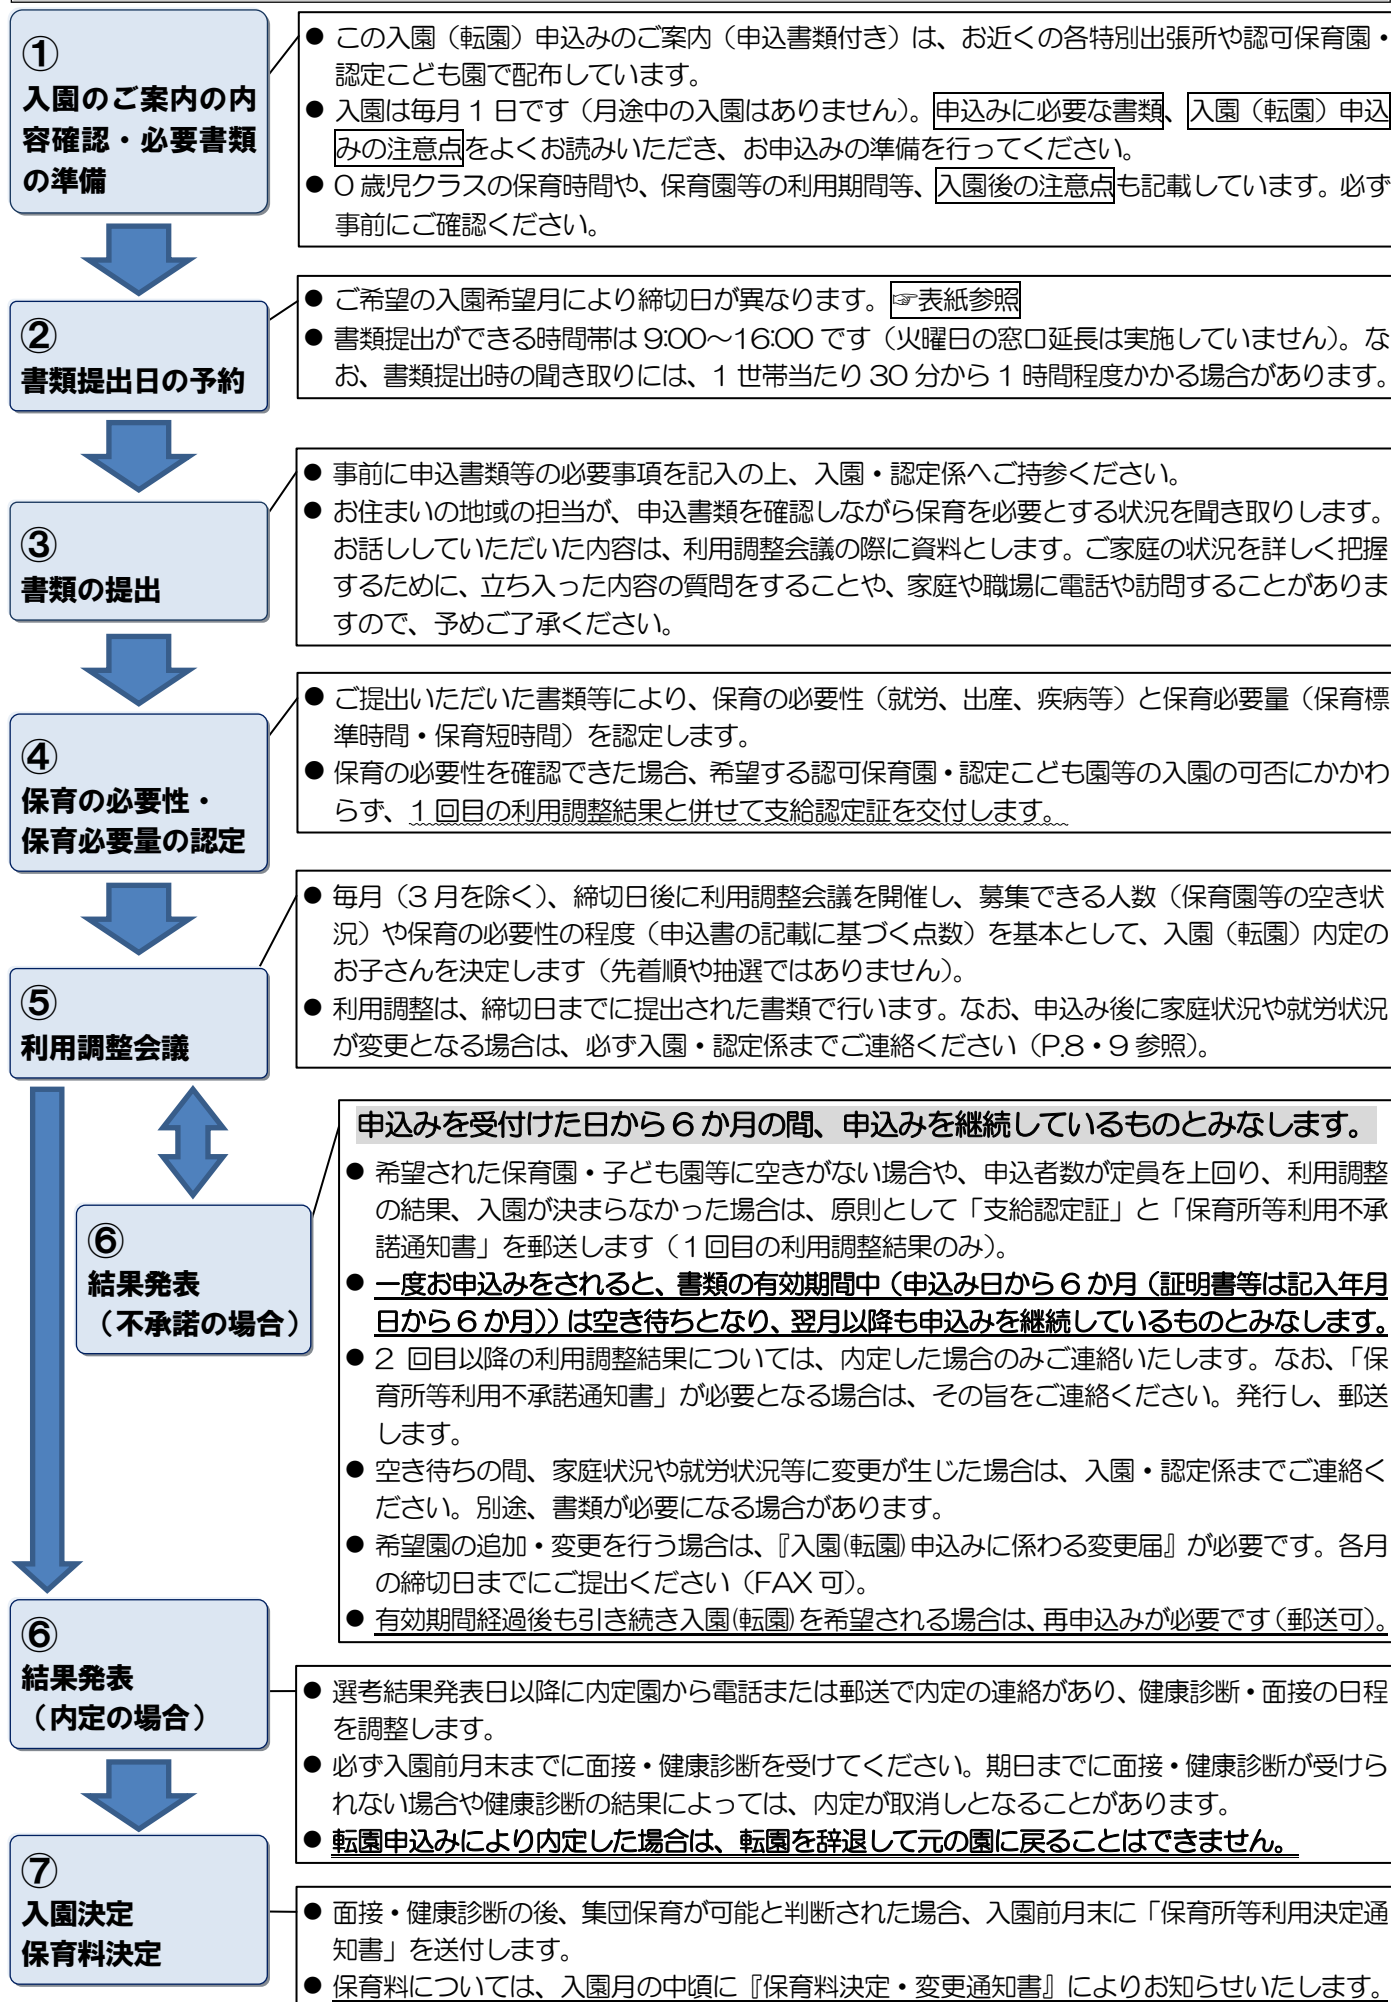 ①
入園のご案内の内
容確認・必要書類
の準備
● この入園（転園）申込みのご案内（申込書類付き）は、お近くの各特別出張所や認可保育園・
認定こども園で配布しています。
● 入園は毎月 1 日です（月途中の入園はありません）。申込みに必要な書類、入園（転園）申込
みの注意点をよくお読みいただき、お申込みの準備を行ってください。
● 0 歳児クラスの保育時間や、保育園等の利用期間等、入園後の注意点も記載しています。必ず
事前にご確認ください。
②
書類提出日の予約
● ご希望の入園希望月により締切日が異なります。☞表紙参照
● 書類提出ができる時間帯は 9:00～16:00 です（火曜日の窓口延長は実施していません）。な
お、書類提出時の聞き取りには、1 世帯当たり 30 分から 1 時間程度かかる場合があります。
③
書類の提出
● 事前に申込書類等の必要事項を記入の上、入園・認定係へご持参ください。
● お住まいの地域の担当が、申込書類を確認しながら保育を必要とする状況を聞き取りします。
お話ししていただいた内容は、利用調整会議の際に資料とします。ご家庭の状況を詳しく把握
するために、立ち入った内容の質問をすることや、家庭や職場に電話や訪問することがありま
すので、予めご了承ください。
④
保育の必要性・
保育必要量の認定
● ご提出いただいた書類等により、保育の必要性（就労、出産、疾病等）と保育必要量（保育標
準時間・保育短時間）を認定します。
● 保育の必要性を確認できた場合、希望する認可保育園・認定こども園等の入園の可否にかかわ
らず、1 回目の利用調整結果と併せて支給認定証を交付します。
⑤
利用調整会議
● 毎月（3 月を除く）、締切日後に利用調整会議を開催し、募集できる人数（保育園等の空き状
況）や保育の必要性の程度（申込書の記載に基づく点数）を基本として、入園（転園）内定の
お子さんを決定します（先着順や抽選ではありません）。
● 利用調整は、締切日までに提出された書類で行います。なお、申込み後に家庭状況や就労状況
が変更となる場合は、必ず入園・認定係までご連絡ください（P.8・9 参照）。
⑥
結果発表
（不承諾の場合）
申込みを受付けた日から 6 か月の間、申込みを継続しているものとみなします。
● 希望された保育園・子ども園等に空きがない場合や、申込者数が定員を上回り、利用調整
の結果、入園が決まらなかった場合は、原則として「支給認定証」と「保育所等利用不承
諾通知書」を郵送します（1回目の利用調整結果のみ）。
● 一度お申込みをされると、書類の有効期間中（申込み日から 6 か月（証明書等は記入年月
日から 6 か月））は空き待ちとなり、翌月以降も申込みを継続しているものとみなします。
● 2 回目以降の利用調整結果については、内定した場合のみご連絡いたします。なお、「保
育所等利用不承諾通知書」が必要となる場合は、その旨をご連絡ください。発行し、郵送
します。
● 空き待ちの間、家庭状況や就労状況等に変更が生じた場合は、入園・認定係までご連絡く
ださい。別途、書類が必要になる場合があります。
● 希望園の追加・変更を行う場合は、『入園(転園)申込みに係わる変更届』が必要です。各月
の締切日までにご提出ください（FAX 可）。
● 有効期間経過後も引き続き入園(転園)を希望される場合は、再申込みが必要です（郵送可）。
⑥
結果発表
（内定の場合）
● 選考結果発表日以降に内定園から電話または郵送で内定の連絡があり、健康診断・面接の日程
を調整します。
● 必ず入園前月末までに面接・健康診断を受けてください。期日までに面接・健康診断が受けら
れない場合や健康診断の結果によっては、内定が取消しとなることがあります。
● 転園申込みにより内定した場合は、転園を辞退して元の園に戻ることはできません。
⑦
入園決定
保育料決定
● 面接・健康診断の後、集団保育が可能と判断された場合、入園前月末に「保育所等利用決定通
知書」を送付します。
● 保育料については、入園月の中頃に『保育料決定・変更通知書』によりお知らせいたします。